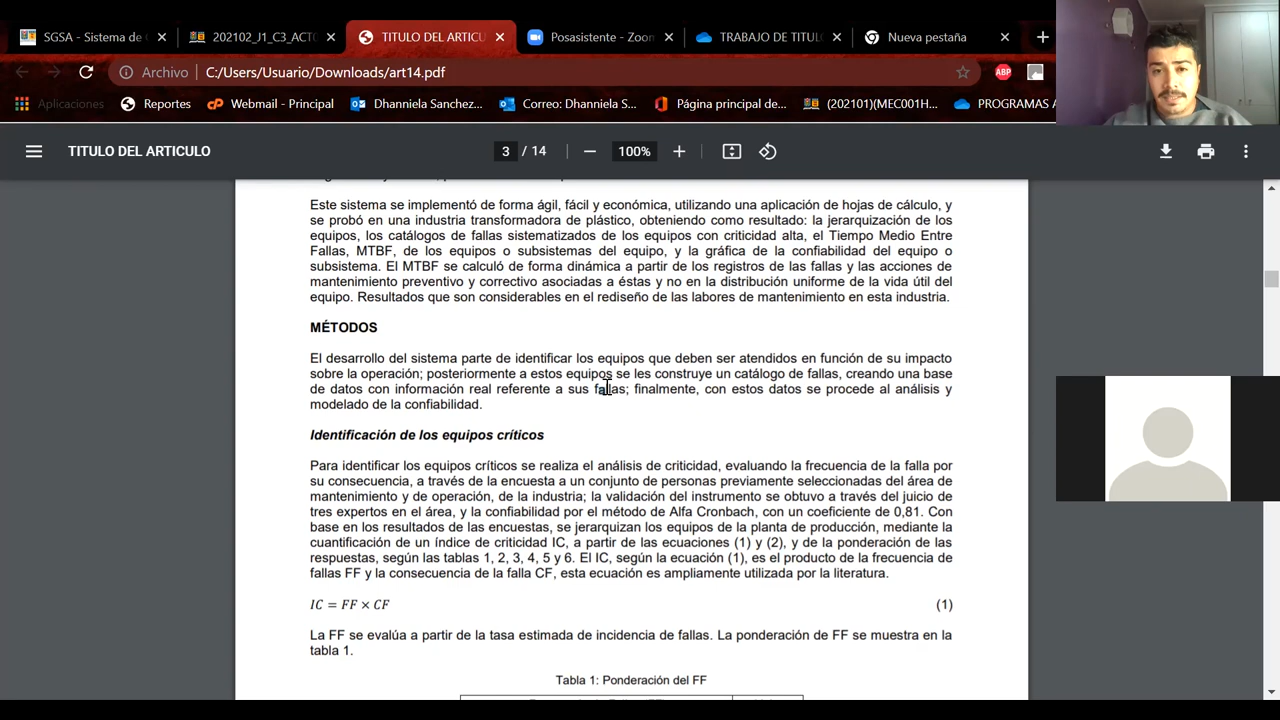 SGSA - Sistema de
202102_J1_C3_ACT
TITULO DEL ARTICU
Posasistente - Zoom
TRABAJO DE TITUL
Nueva pestaña
Archivo C:/Users/Usuario/Downloads/art14.pdf
ABP
Aplicaciones Reportes Webmail - Principal Dhanniela Sanchez... Correo: Dhanniela S... Página principal de... (202101)(MEC001H... PROGRAMAS
TITULO DEL ARTICULO 3 / 14 100%
Este sistema se implementó de forma ágil, fácil y económica, utilizando una aplicación de hojas de cálculo, y
se probó en una industria transformadora de plástico, obteniendo como resultado: la jerarquización de los
equipos, los catálogos de fallas sistematizados de los equipos con criticidad alta, el Tiempo Medio Entre
Fallas, MTBF, de los equipos o subsistemas del equipo, y la gráfica de la confiabilidad del equipo o
subsistema. El MTBF se calculó de forma dinámica a partir de los registros de las fallas y las acciones de
mantenimiento preventivo y correctivo asociadas a éstas y no en la distribución uniforme de la vida útil del
equipo. Resultados que son considerables en el rediseño de las labores de mantenimiento en esta industria.
MÉTODOS
El desarrollo del sistema parte de identificar los equipos que deben ser atendidos en función de su impacto
sobre la operación; posteriormente a estos equipos se les construye un catálogo de fallas, creando una base
de datos con información real referente a sus fallas; finalmente, con estos datos se procede al análisis y
modelado de la confiabilidad.
Identificación de los equipos críticos
Para identificar los equipos críticos se realiza el análisis de criticidad, evaluando la frecuencia de la falla por
su consecuencia, a través de la encuesta a un conjunto de personas previamente seleccionadas del área de
mantenimiento y de operación, de la industria; la validación del instrumento se obtuvo a través del juicio de
tres expertos en el área, y la confiabilidad por el método de Alfa Cronbach, con un coeficiente de 0,81. Con
base en los resultados de las encuestas, se jerarquizan los equipos de la planta de producción, mediante la
cuantificación de un índice de criticidad IC, a partir de las ecuaciones (1) y (2), y de la ponderación de las
respuestas, según las tablas 1, 2, 3, 4, 5 y 6. El IC, según la ecuación (1), es el producto de la frecuencia de
fallas FF y la consecuencia de la falla CF, esta ecuación es ampliamente utilizada por la literatura.
IC = FF × CF (1)
La FF se evalúa a partir de la tasa estimada de incidencia de fallas. La ponderación de FF se muestra en la
tabla 1.
Tabla 1: Ponderación del FF